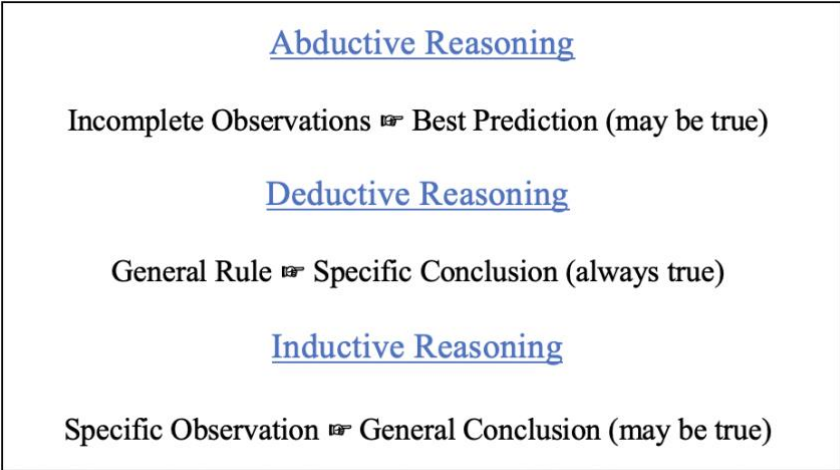 Abductive Reasoning
Incomplete Observations ☞ Best Prediction (may be true)
Deductive Reasoning
General Rule ☞ Specific Conclusion (always true)
Inductive Reasoning
Specific Observation ☞ General Conclusion (may be true)